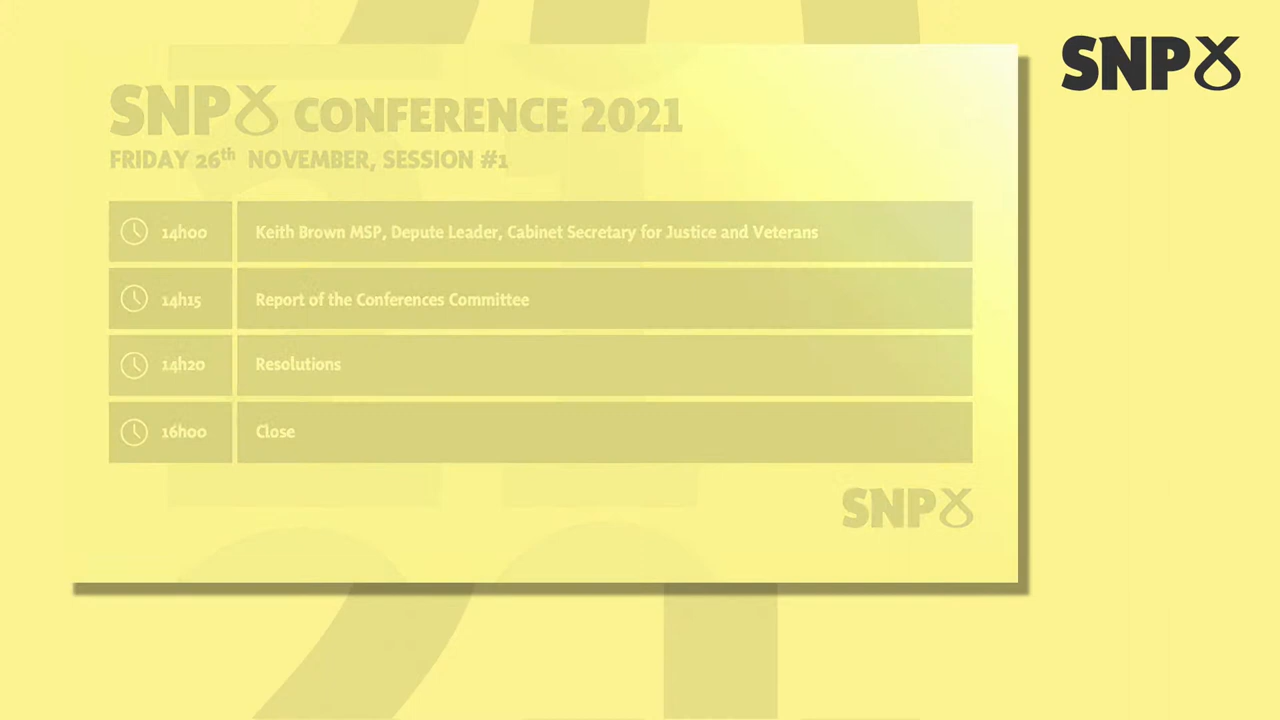 SNP
SNP CONFERENCE 2021
FRIDAY 26th NOVEMBER, SESSION #1
14h00 Keith Brown MSP, Depute Leader, Cabinet Secretary for Justice and Veterans
14h15 Report of the Conferences Committee
14h20 Resolutions
16h00 Close
SNP